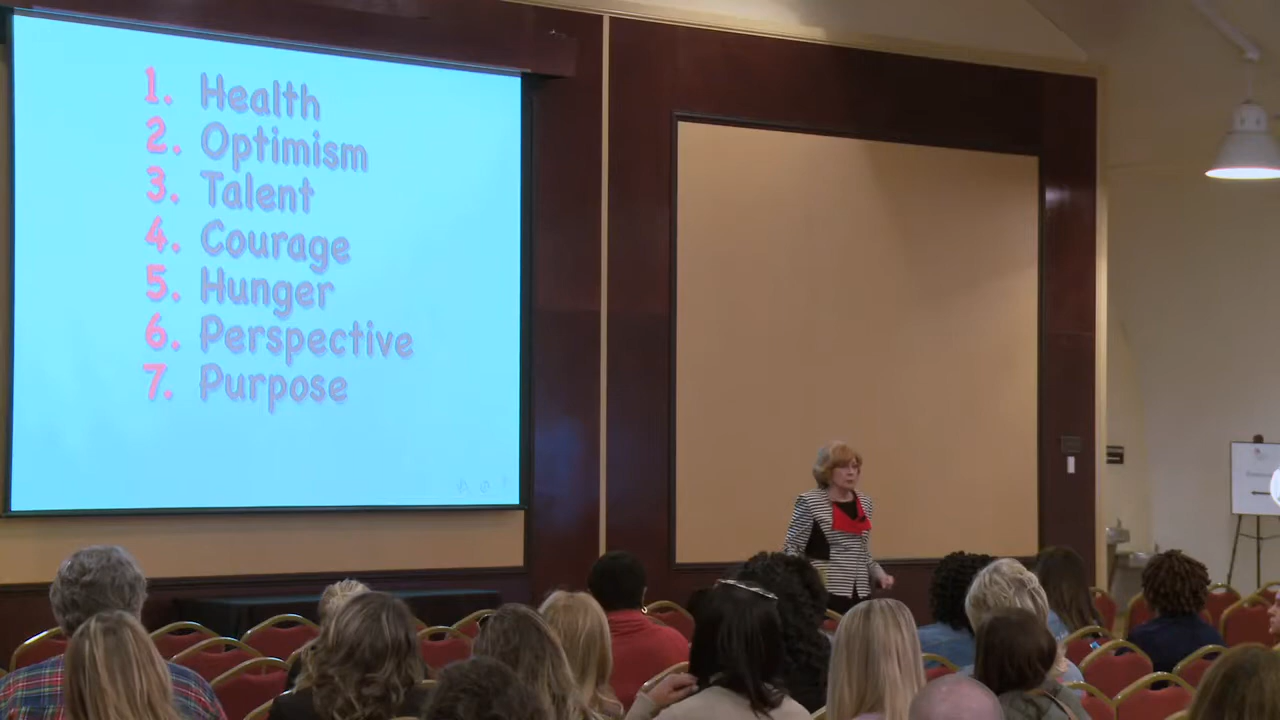 1. Health
2. Optimism
3. Talent
4. Courage
5. Hunger
6. Perspective
7. Purpose